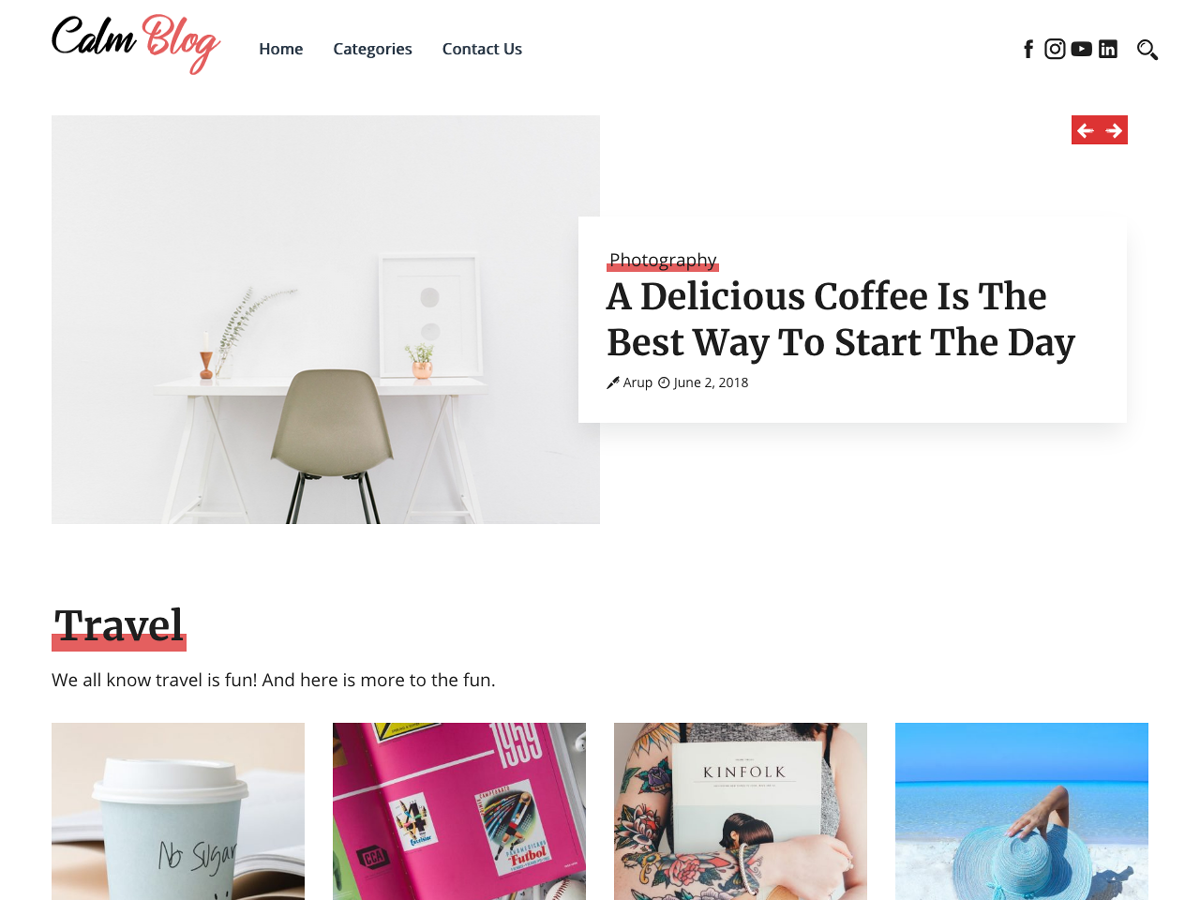 Calm Blog
Home Categories Contact Us
Photography
A Delicious Coffee Is The
Best Way To Start The Day
Arup June 2, 2018
Travel
We all know travel is fun! And here is more to the fun.
No Sugar
1959
CCA
Futbol
KINFOLK